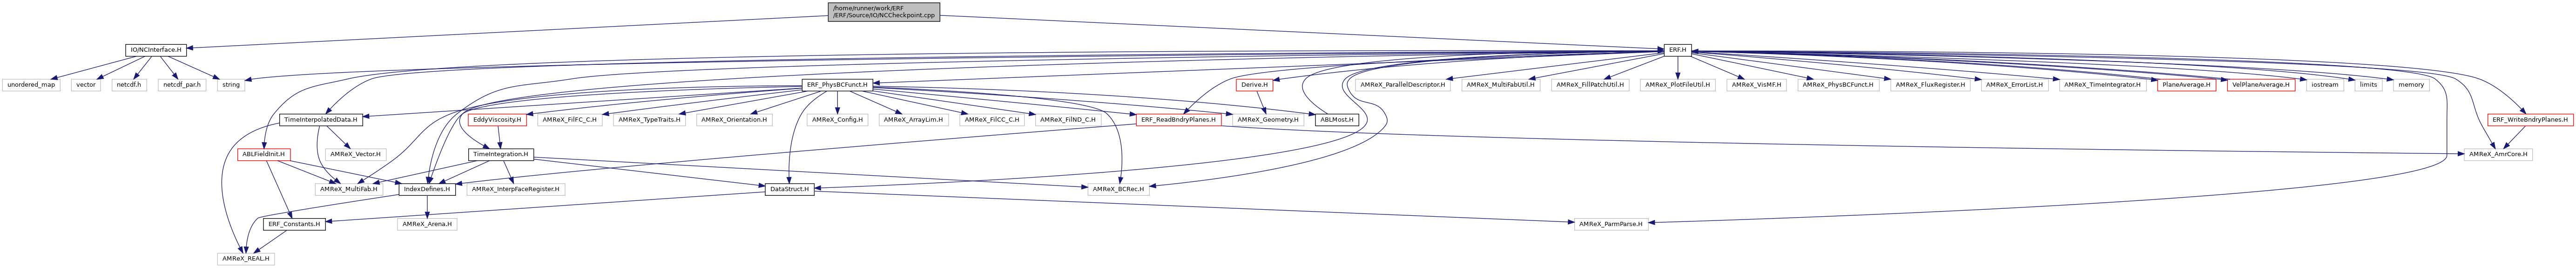 /home/runner/work/ERF
/ERF/Source/IO/NCCheckpoint.cpp
IO/NCInterface.H
ERF.H
unordered_map
vector
netcdf.h
netcdf_par.h
string
ERF_PhysBCFunct.H
Derive.H
AMReX_ParallelDescriptor.H
AMReX_MultiFabUtil.H
AMReX_FillPatchUtil.H
AMReX_PlotFileUtil.H
AMReX_VisMF.H
AMReX_PhysBCFunct.H
AMReX_FluxRegister.H
AMReX_ErrorList.H
AMReX_TimeIntegrator.H
PlaneAverage.H
VelPlaneAverage.H
iostream
limits
memory
TimeInterpolatedData.H
EddyViscosity.H
AMReX_FilFC_C.H
AMReX_TypeTraits.H
AMReX_Orientation.H
AMReX_Config.H
AMReX_ArrayLim.H
AMReX_FilCC_C.H
AMReX_FilND_C.H
ERF_ReadBndryPlanes.H
AMReX_Geometry.H
ABLMost.H
ERF_WriteBndryPlanes.H
ABLFieldInit.H
AMReX_Vector.H
TimeIntegration.H
AMReX_AmrCore.H
AMReX_MultiFab.H
IndexDefines.H
AMReX_InterpFaceRegister.H
DataStruct.H
AMReX_BCRec.H
ERF_Constants.H
AMReX_Arena.H
AMReX_ParmParse.H
AMReX_REAL.H